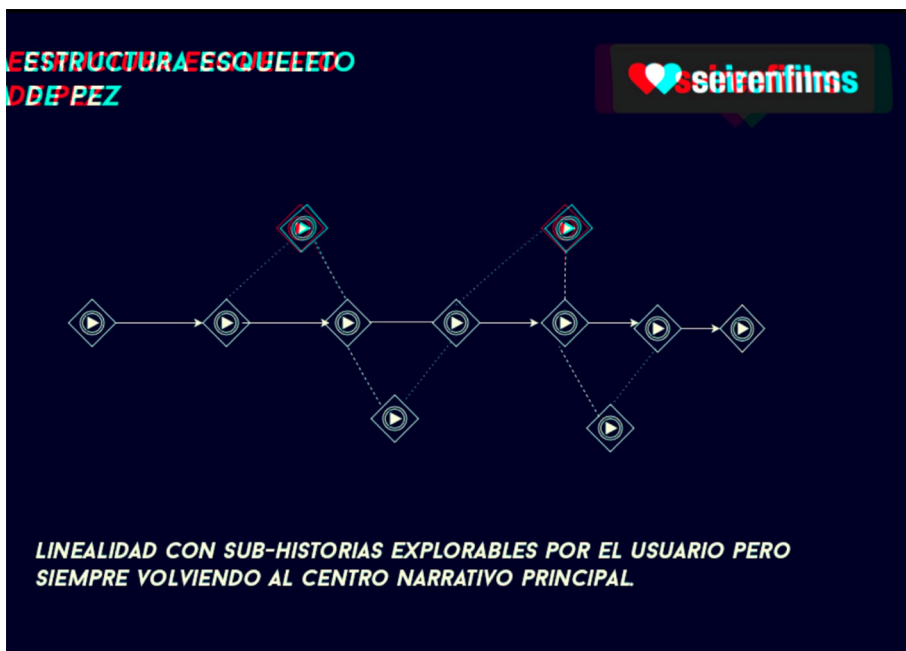 ESTRUCTURA ESQUELETO
DE PEZ
seirenfilms
LINEALIDAD CON SUB-HISTORIAS EXPLORABLES POR EL USUARIO PERO
SIEMPRE VOLVIENDO AL CENTRO NARRATIVO PRINCIPAL.